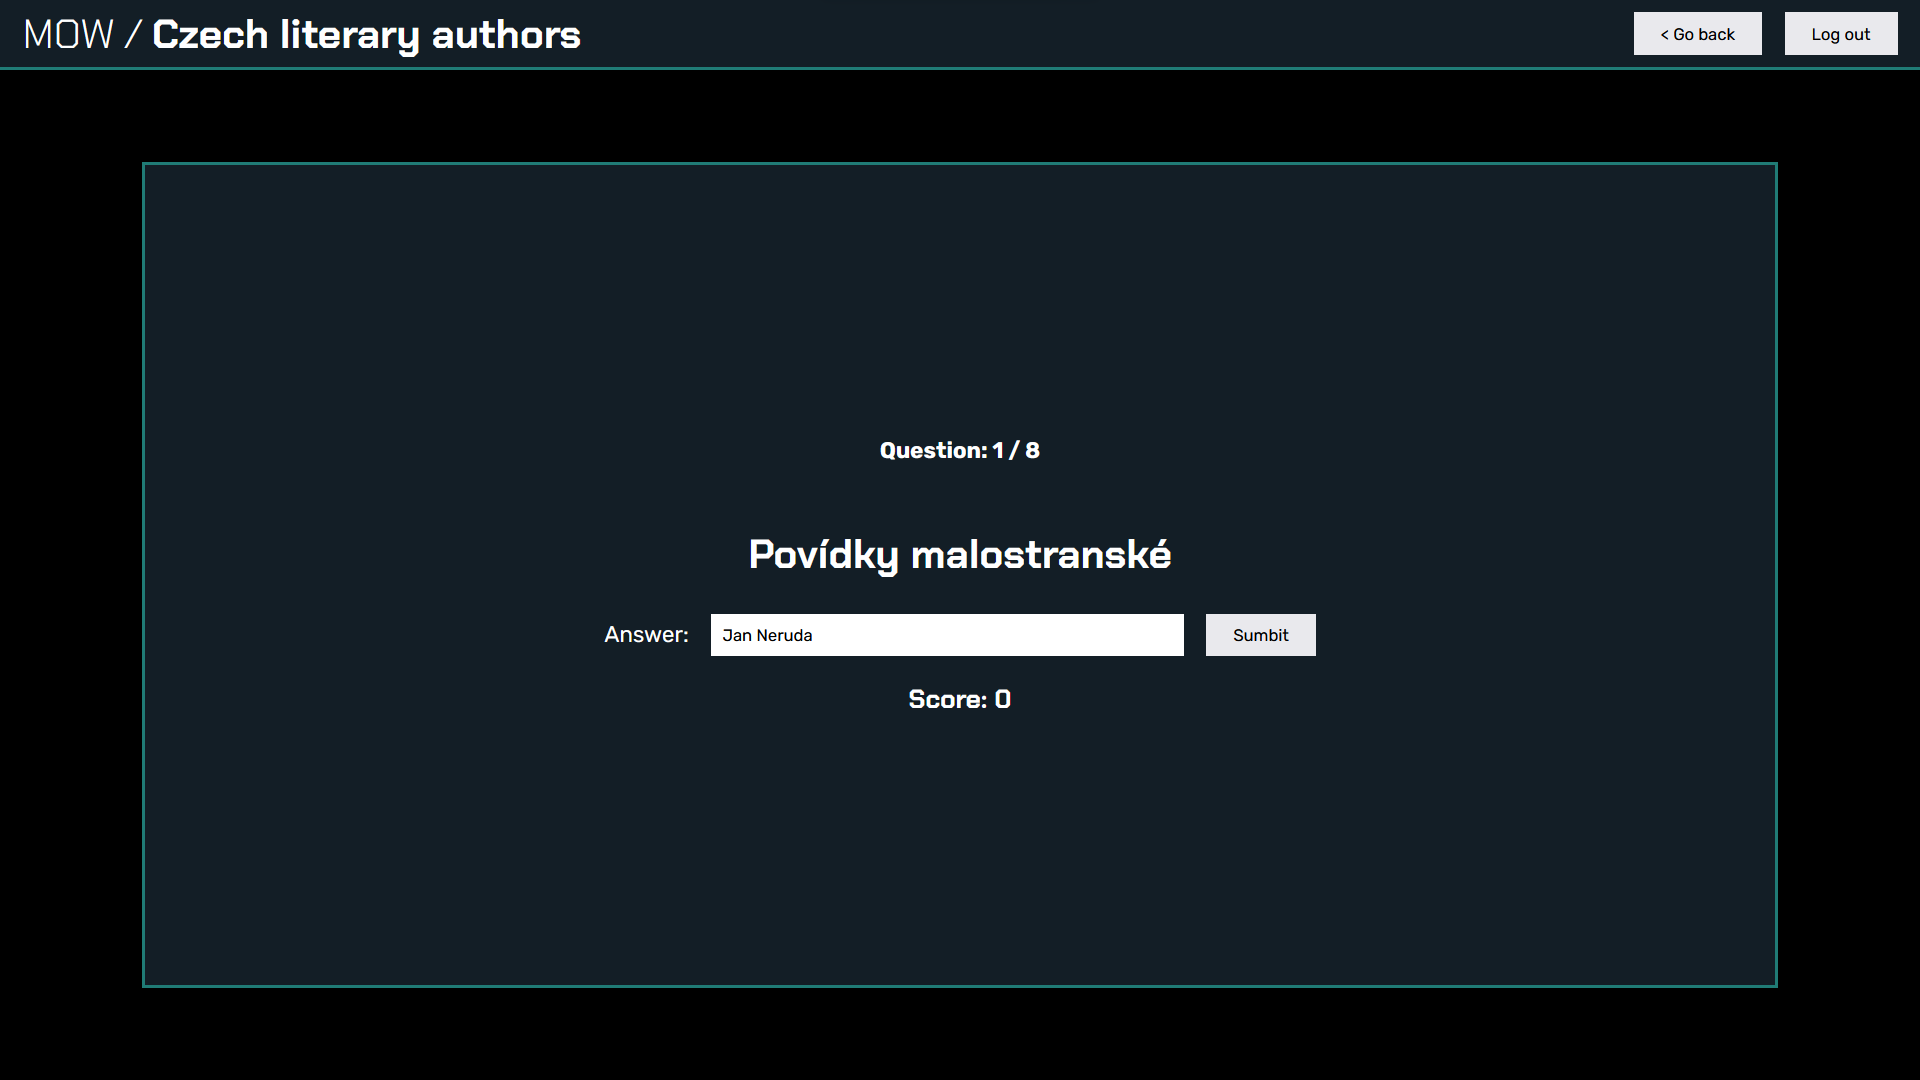 MOW / Czech literary authors
< Go back
Log out
Question: 1 / 8
Povídky malostranské
Answer: Jan Neruda Sumbit
Score: 0